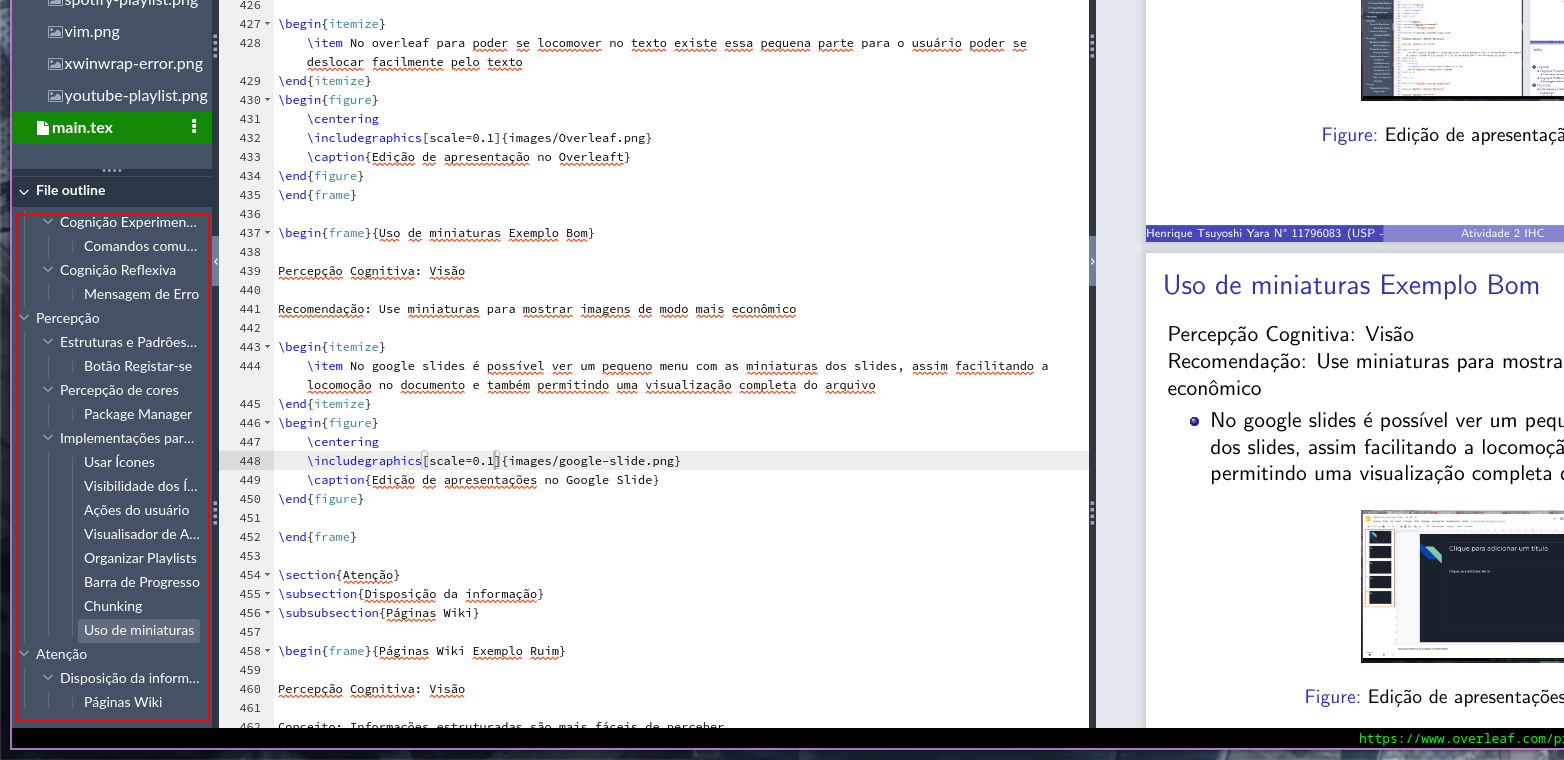 spotify-playlist.png
vim.png
xwinwrap-error.png
youtube-playlist.png
main.tex
File outline
Cognição Experimen...
Comandos comu...
Cognição Reflexiva
Mensagem de Erro
Percepção
Estruturas e Padrões...
Botão Registar-se
Percepção de cores
Package Manager
Implementações par...
Usar Ícones
Visibilidade dos Í...
Ações do usuário
Visualisador de A...
Organizar Playlists
Barra de Progresso
Chunking
Uso de miniaturas
Atenção
Disposição da inform...
Páginas Wiki
426
427 \begin{itemize}
428 \item No overleaf para poder se locomover no texto existe essa pequena parte para o usuário poder se
deslocar facilmente pelo texto
429 \end{itemize}
430 \begin{figure}
431 \centering
432 \includegraphics[scale=0.1]{images/Overleaf.png}
433 \caption{Edição de apresentação no Overleaft}
434 \end{figure}
435 \end{frame}
436
437 \begin{frame}{Uso de miniaturas Exemplo Bom}
438
439 Percepção Cognitiva: Visão
440
441 Recomendação: Use miniaturas para mostrar imagens de modo mais econômico
442
443 \begin{itemize}
444 \item No google slides é possível ver um pequeno menu com as miniaturas dos slides, assim facilitando a
locomoção no documento e também permitindo uma visualização completa do arquivo
445 \end{itemize}
446 \begin{figure}
447 \centering
448 \includegraphics[scale=0.1]{images/google-slide.png}
449 \caption{Edição de apresentações no Google Slide}
450 \end{figure}
451
452 \end{frame}
453
454 \section{Atenção}
455 \subsection{Disposição da informação}
456 \subsubsection{Páginas Wiki}
457
458 \begin{frame}{Páginas Wiki Exemplo Ruim}
459
460 Percepção Cognitiva: Visão
461
462 Conceito: Informações estruturadas são mais fáceis de perceber
Figure: Edição de apresentaçã
Henrique Tsuyoshi Yara N° 11796083 (USP -
Atividade 2 IHC
Uso de miniaturas Exemplo Bom
Percepção Cognitiva: Visão
Recomendação: Use miniaturas para mostra
econômico
No google slides é possível ver um pequ
dos slides, assim facilitando a locomoçã
permitindo uma visualização completa d
Clique para adicionar um título
Clique para adicionar texto
Figure: Edição de apresentações
https://www.overleaf.com/p